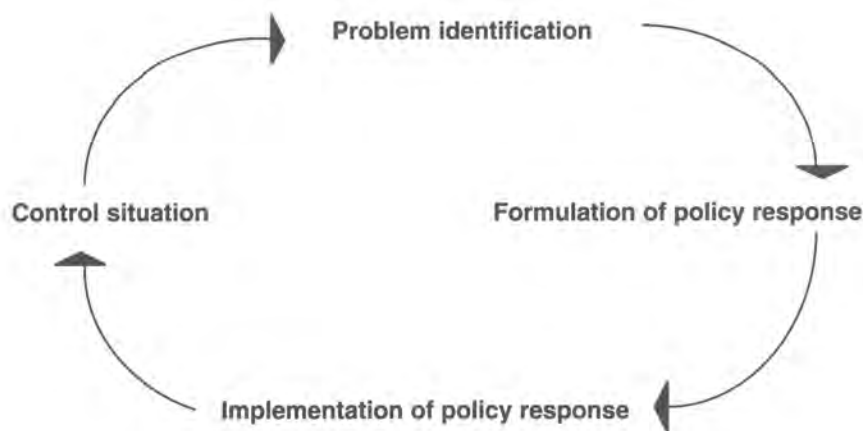 Problem identification
Control situation
Formulation of policy response
Implementation of policy response